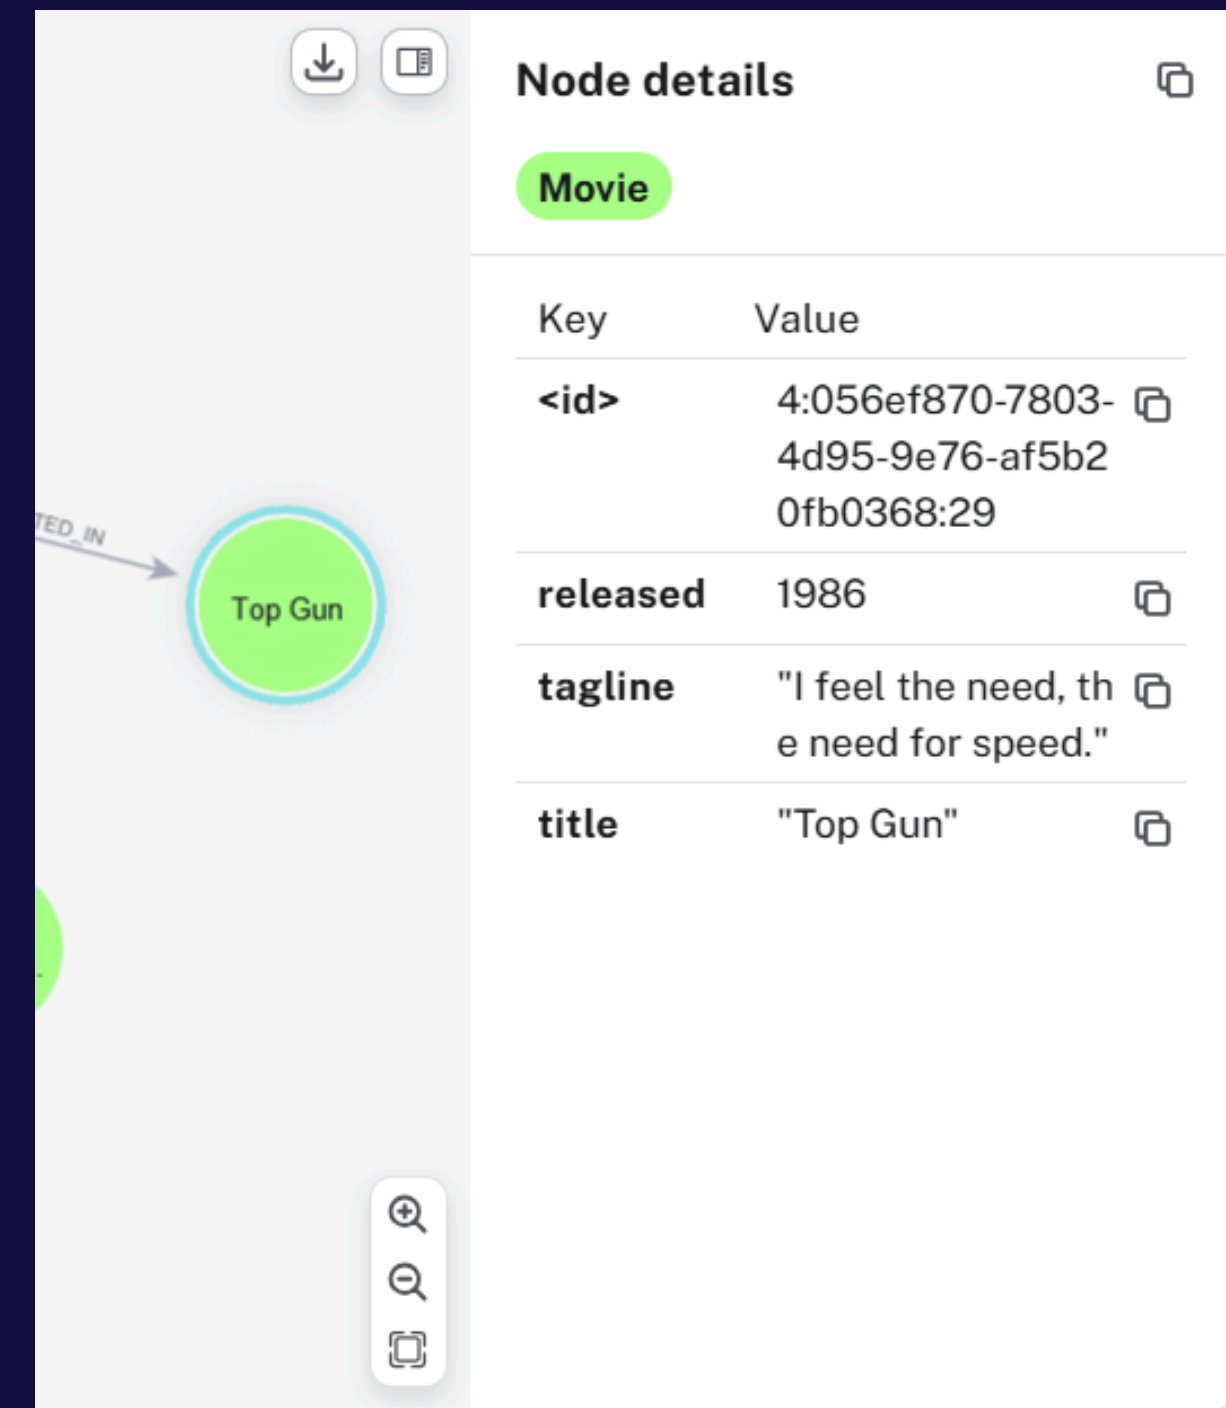 Node details
Movie
Key Value
<id> 4:056ef870-7803-
4d95-9e76-af5b2
0fb0368:29
released 1986
tagline "I feel the need, th
e need for speed."
title "Top Gun"
TED_IN
Top Gun